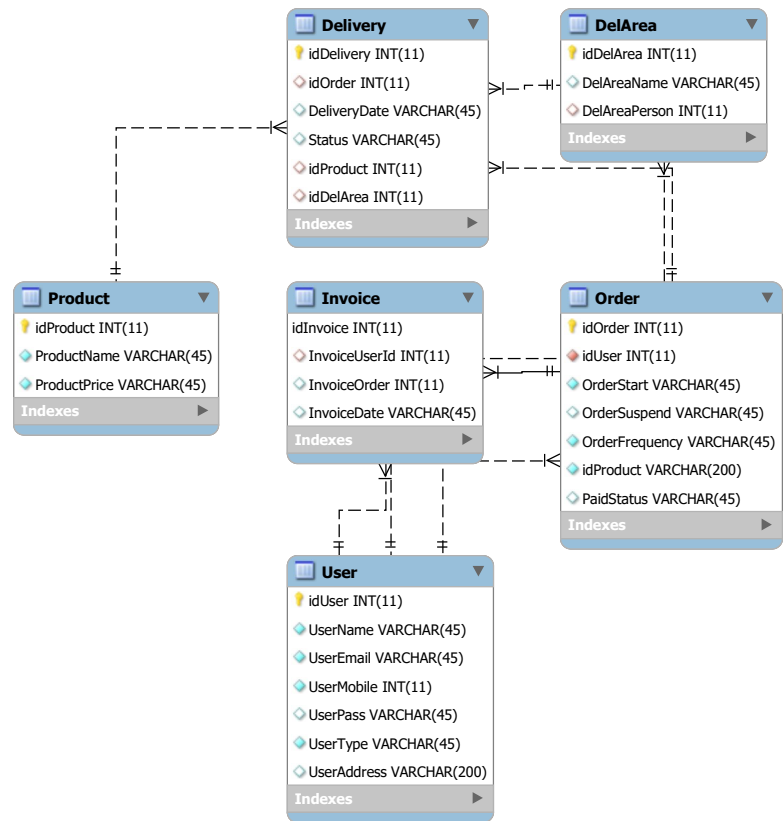 Delivery
idDelivery INT(11)
idOrder INT(11)
DeliveryDate VARCHAR(45)
Status VARCHAR(45)
idProduct INT(11)
idDelArea INT(11)
Indexes
DelArea
idDelArea INT(11)
DelAreaName VARCHAR(45)
DelAreaPerson INT(11)
Indexes
Product
idProduct INT(11)
ProductName VARCHAR(45)
ProductPrice VARCHAR(45)
Indexes
Invoice
idInvoice INT(11)
InvoiceUserId INT(11)
InvoiceOrder INT(11)
InvoiceDate VARCHAR(45)
Indexes
Order
idOrder INT(11)
idUser INT(11)
OrderStart VARCHAR(45)
OrderSuspend VARCHAR(45)
OrderFrequency VARCHAR(45)
idProduct VARCHAR(200)
PaidStatus VARCHAR(45)
Indexes
User
idUser INT(11)
UserName VARCHAR(45)
UserEmail VARCHAR(45)
UserMobile INT(11)
UserPass VARCHAR(45)
UserType VARCHAR(45)
UserAddress VARCHAR(200)
Indexes